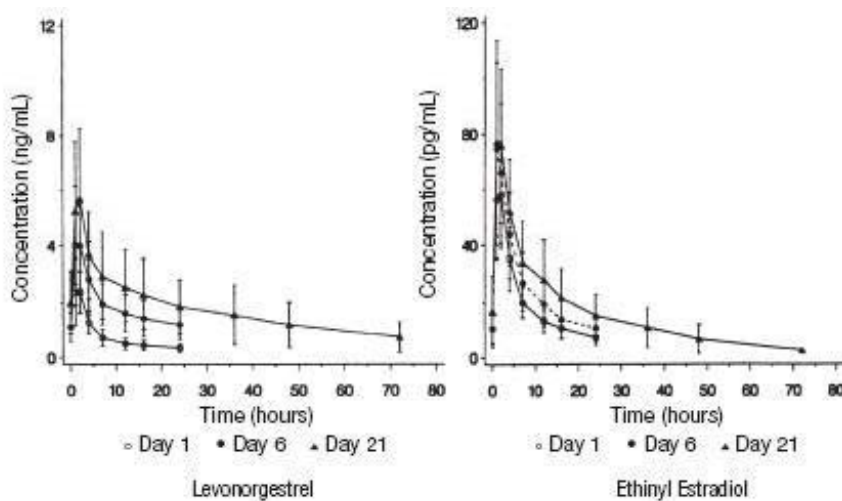 12
8
4
0
Concentration (ng/mL)
0 10 20 30 40 50 60 70 80
Time (hours)
Day 1 Day 6 Day 21
Levonorgestrel
120
80
40
0
Concentration (pg/mL)
0 10 20 30 40 50 60 70 80
Time (hours)
Day 1 Day 6 Day 21
Ethinyl Estradiol